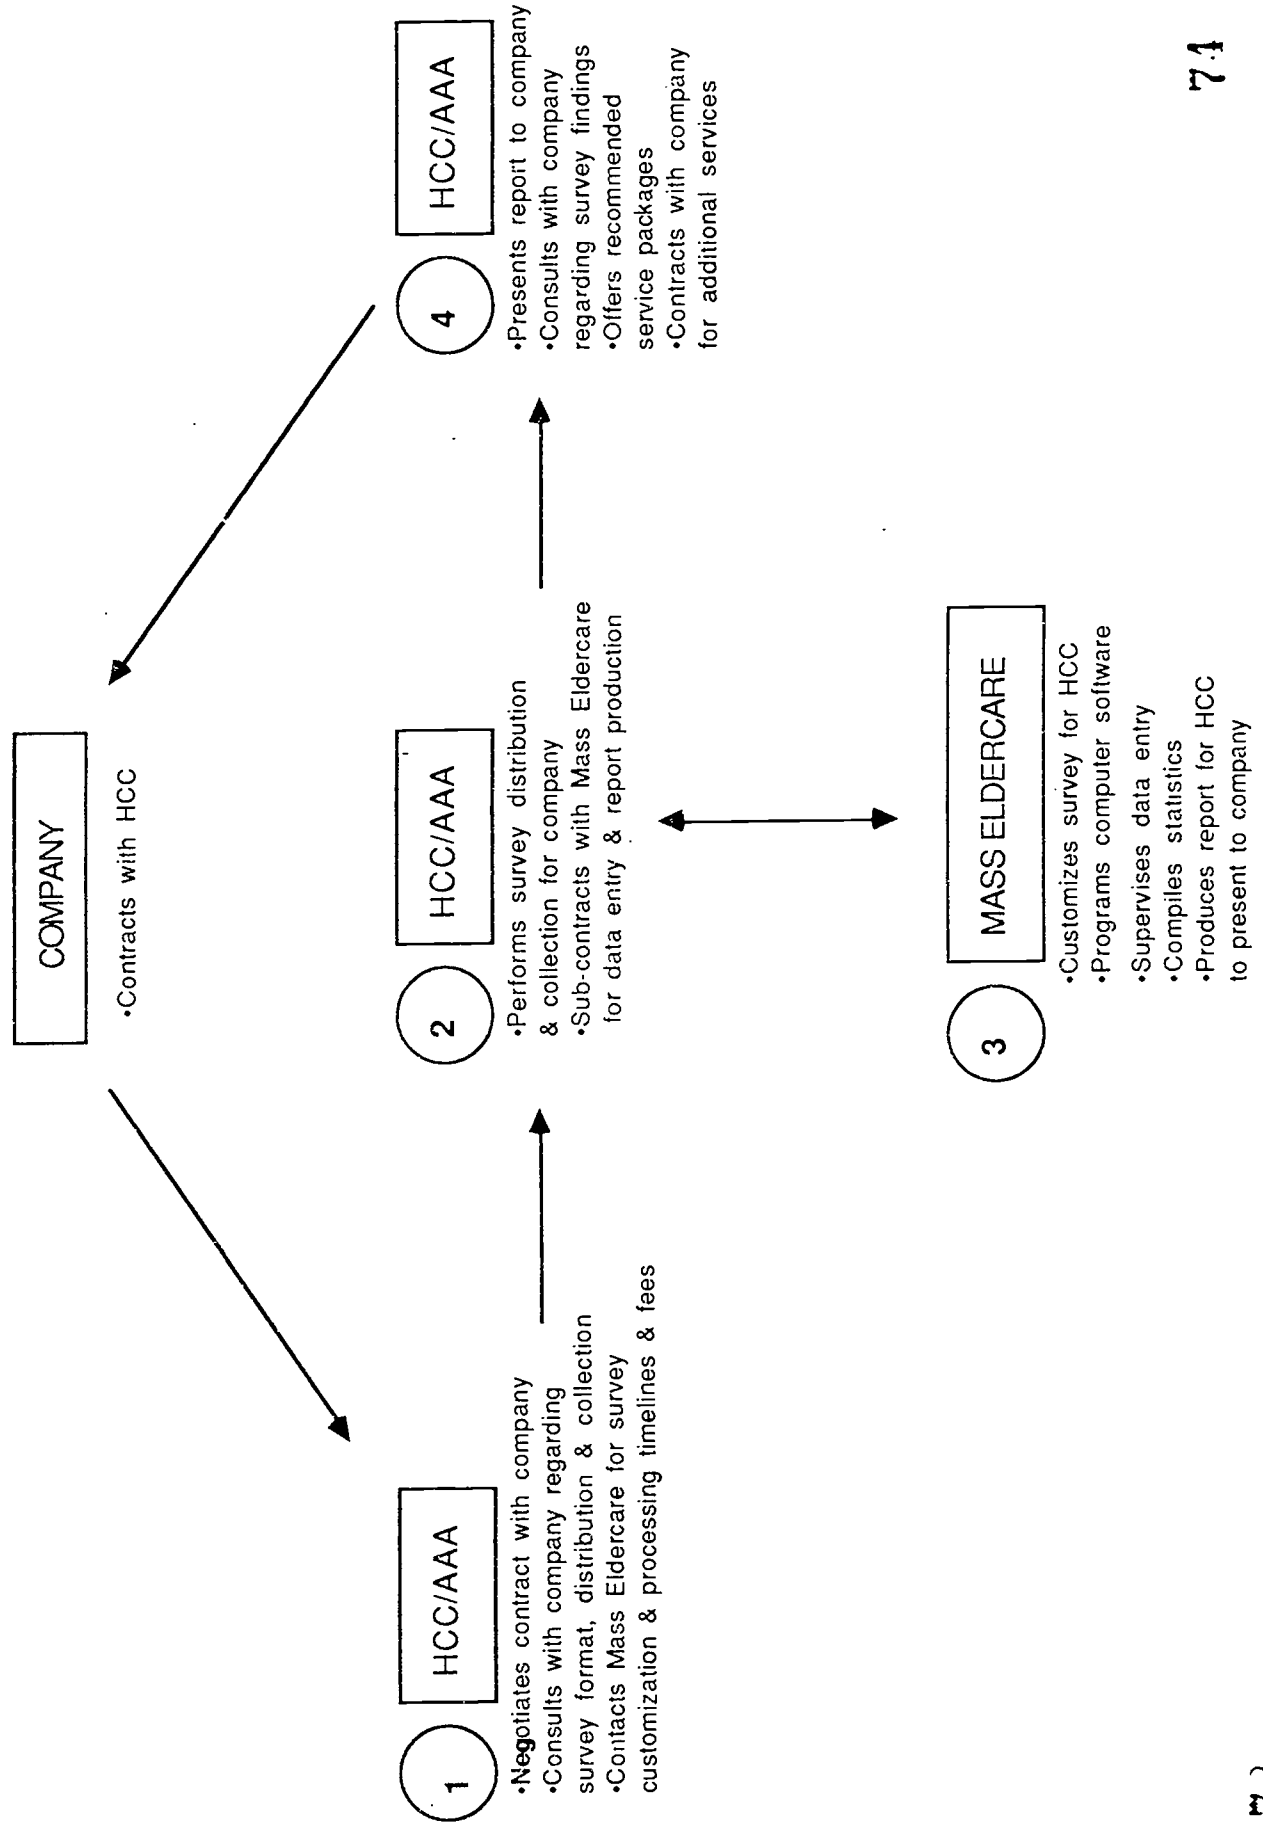 COMPANY
•Contracts with HCC
1
HCC/AAA
•Negotiates contract with company
•Consults with company regarding
survey format, distribution & collection
•Contacts Mass Eldercare for survey
customization & processing timelines & fees
2
HCC/AAA
•Performs survey distribution
& collection for company
•Sub-contracts with Mass Eldercare
for data entry & report production
3
MASS ELDERCARE
•Customizes survey for HCC
•Programs computer software
•Supervises data entry
•Compiles statistics
•Produces report for HCC
to present to company
4
HCC/AAA
•Presents report to company
•Consults with company
regarding survey findings
•Offers recommended
service packages
•Contracts with company
for additional services
74